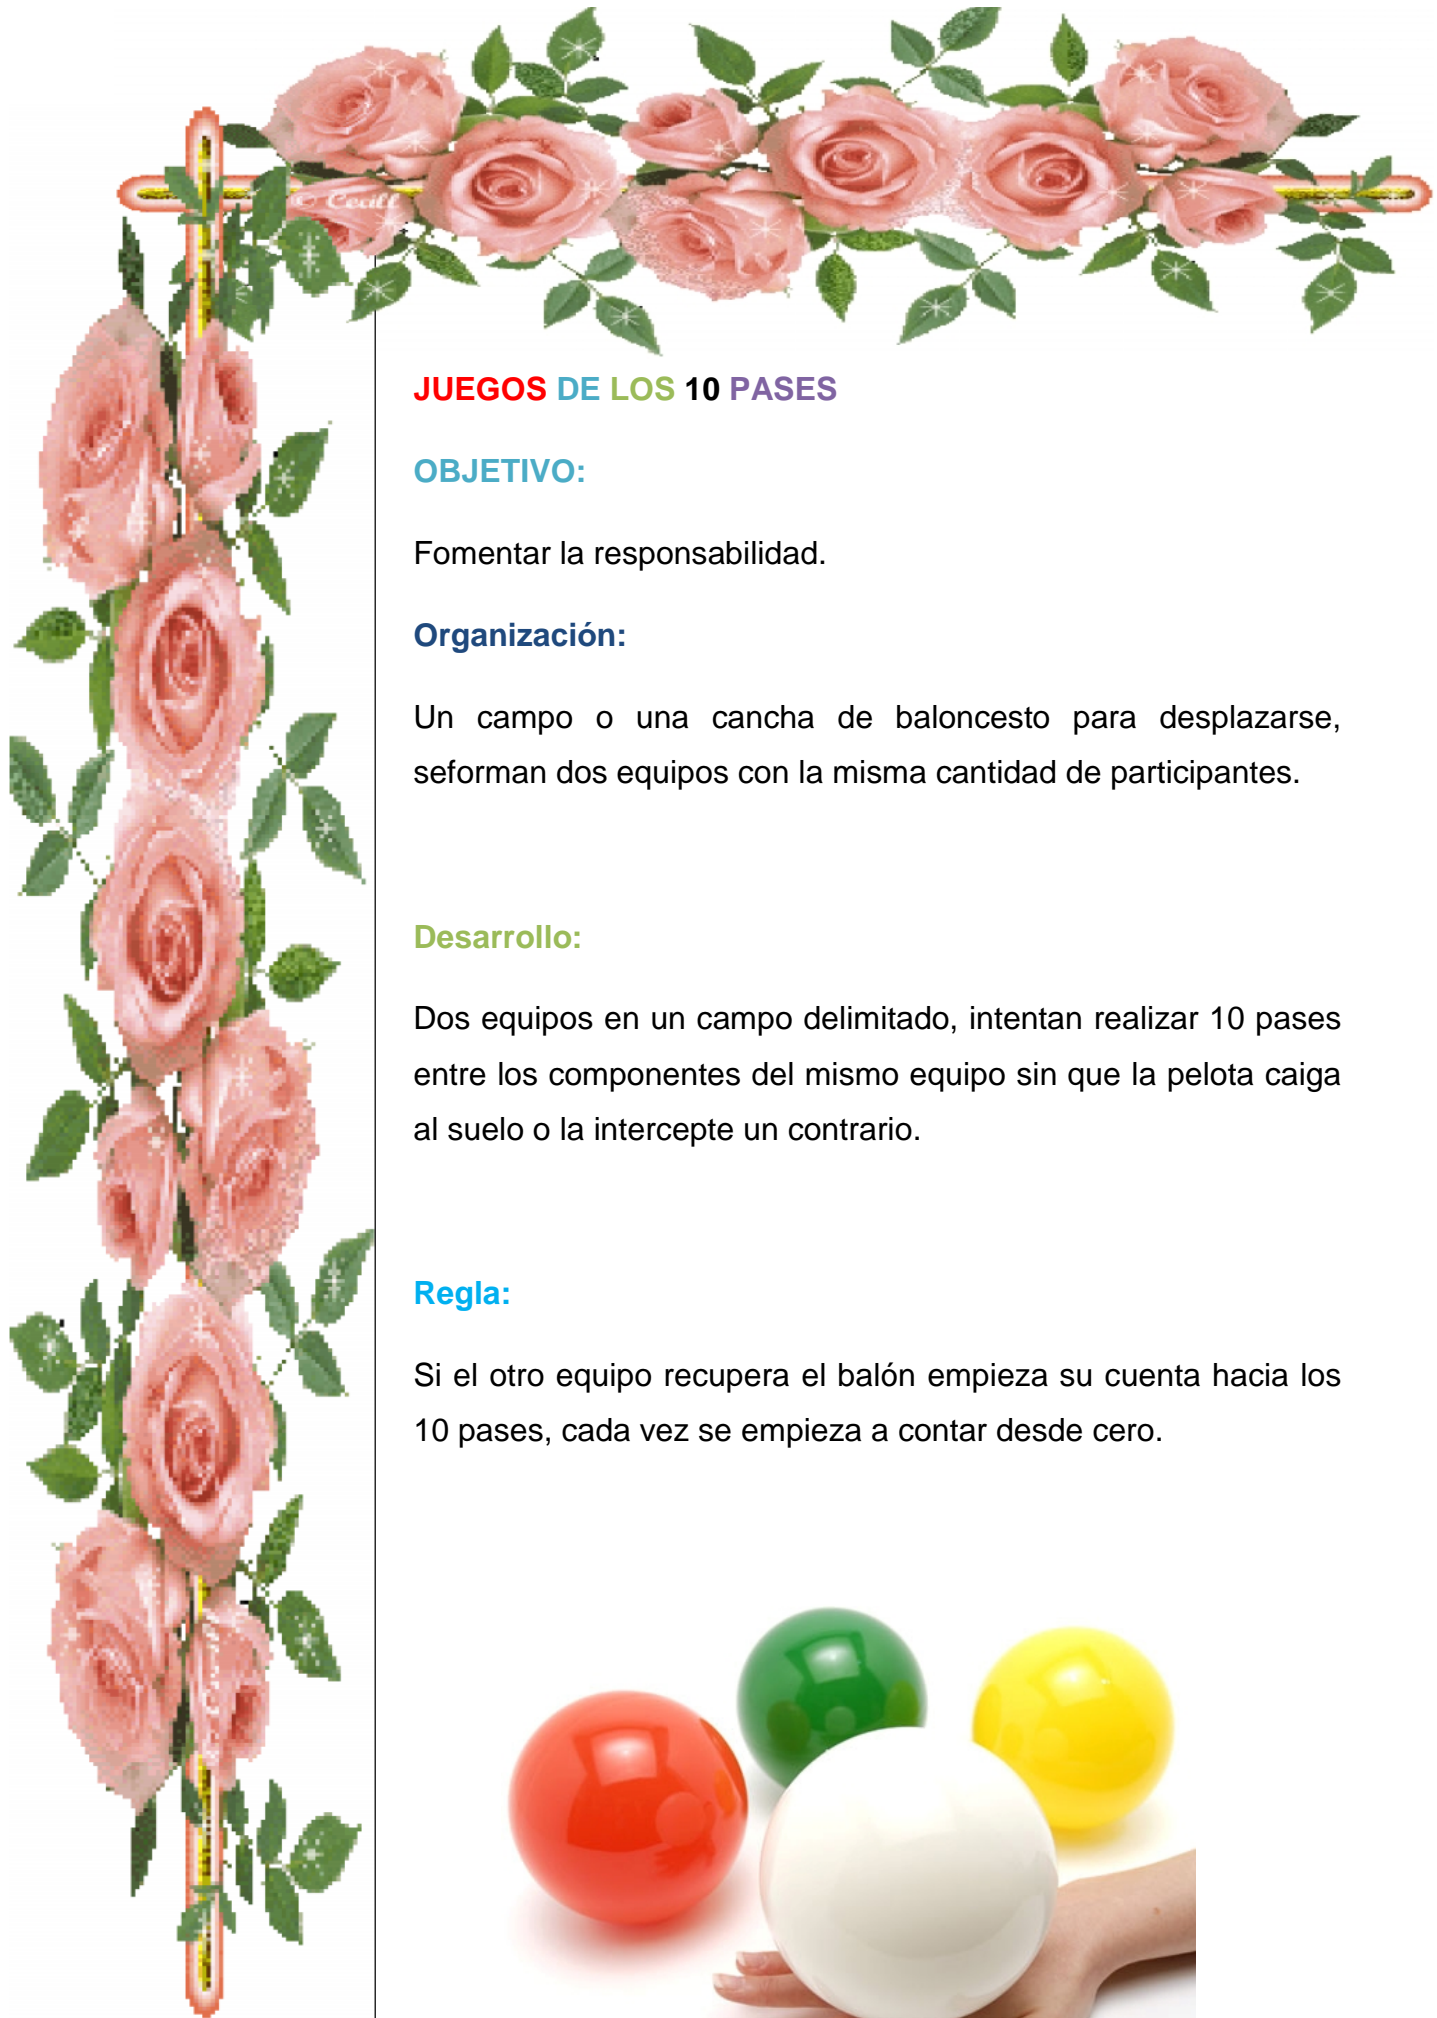 © Cecill
JUEGOS DE LOS 10 PASES
OBJETIVO:
Fomentar la responsabilidad.
Organización:
Un campo o una cancha de baloncesto para desplazarse,
seforman dos equipos con la misma cantidad de participantes.
Desarrollo:
Dos equipos en un campo delimitado, intentan realizar 10 pases
entre los componentes del mismo equipo sin que la pelota caiga
al suelo o la intercepte un contrario.
Regla:
Si el otro equipo recupera el balón empieza su cuenta hacia los
10 pases, cada vez se empieza a contar desde cero.